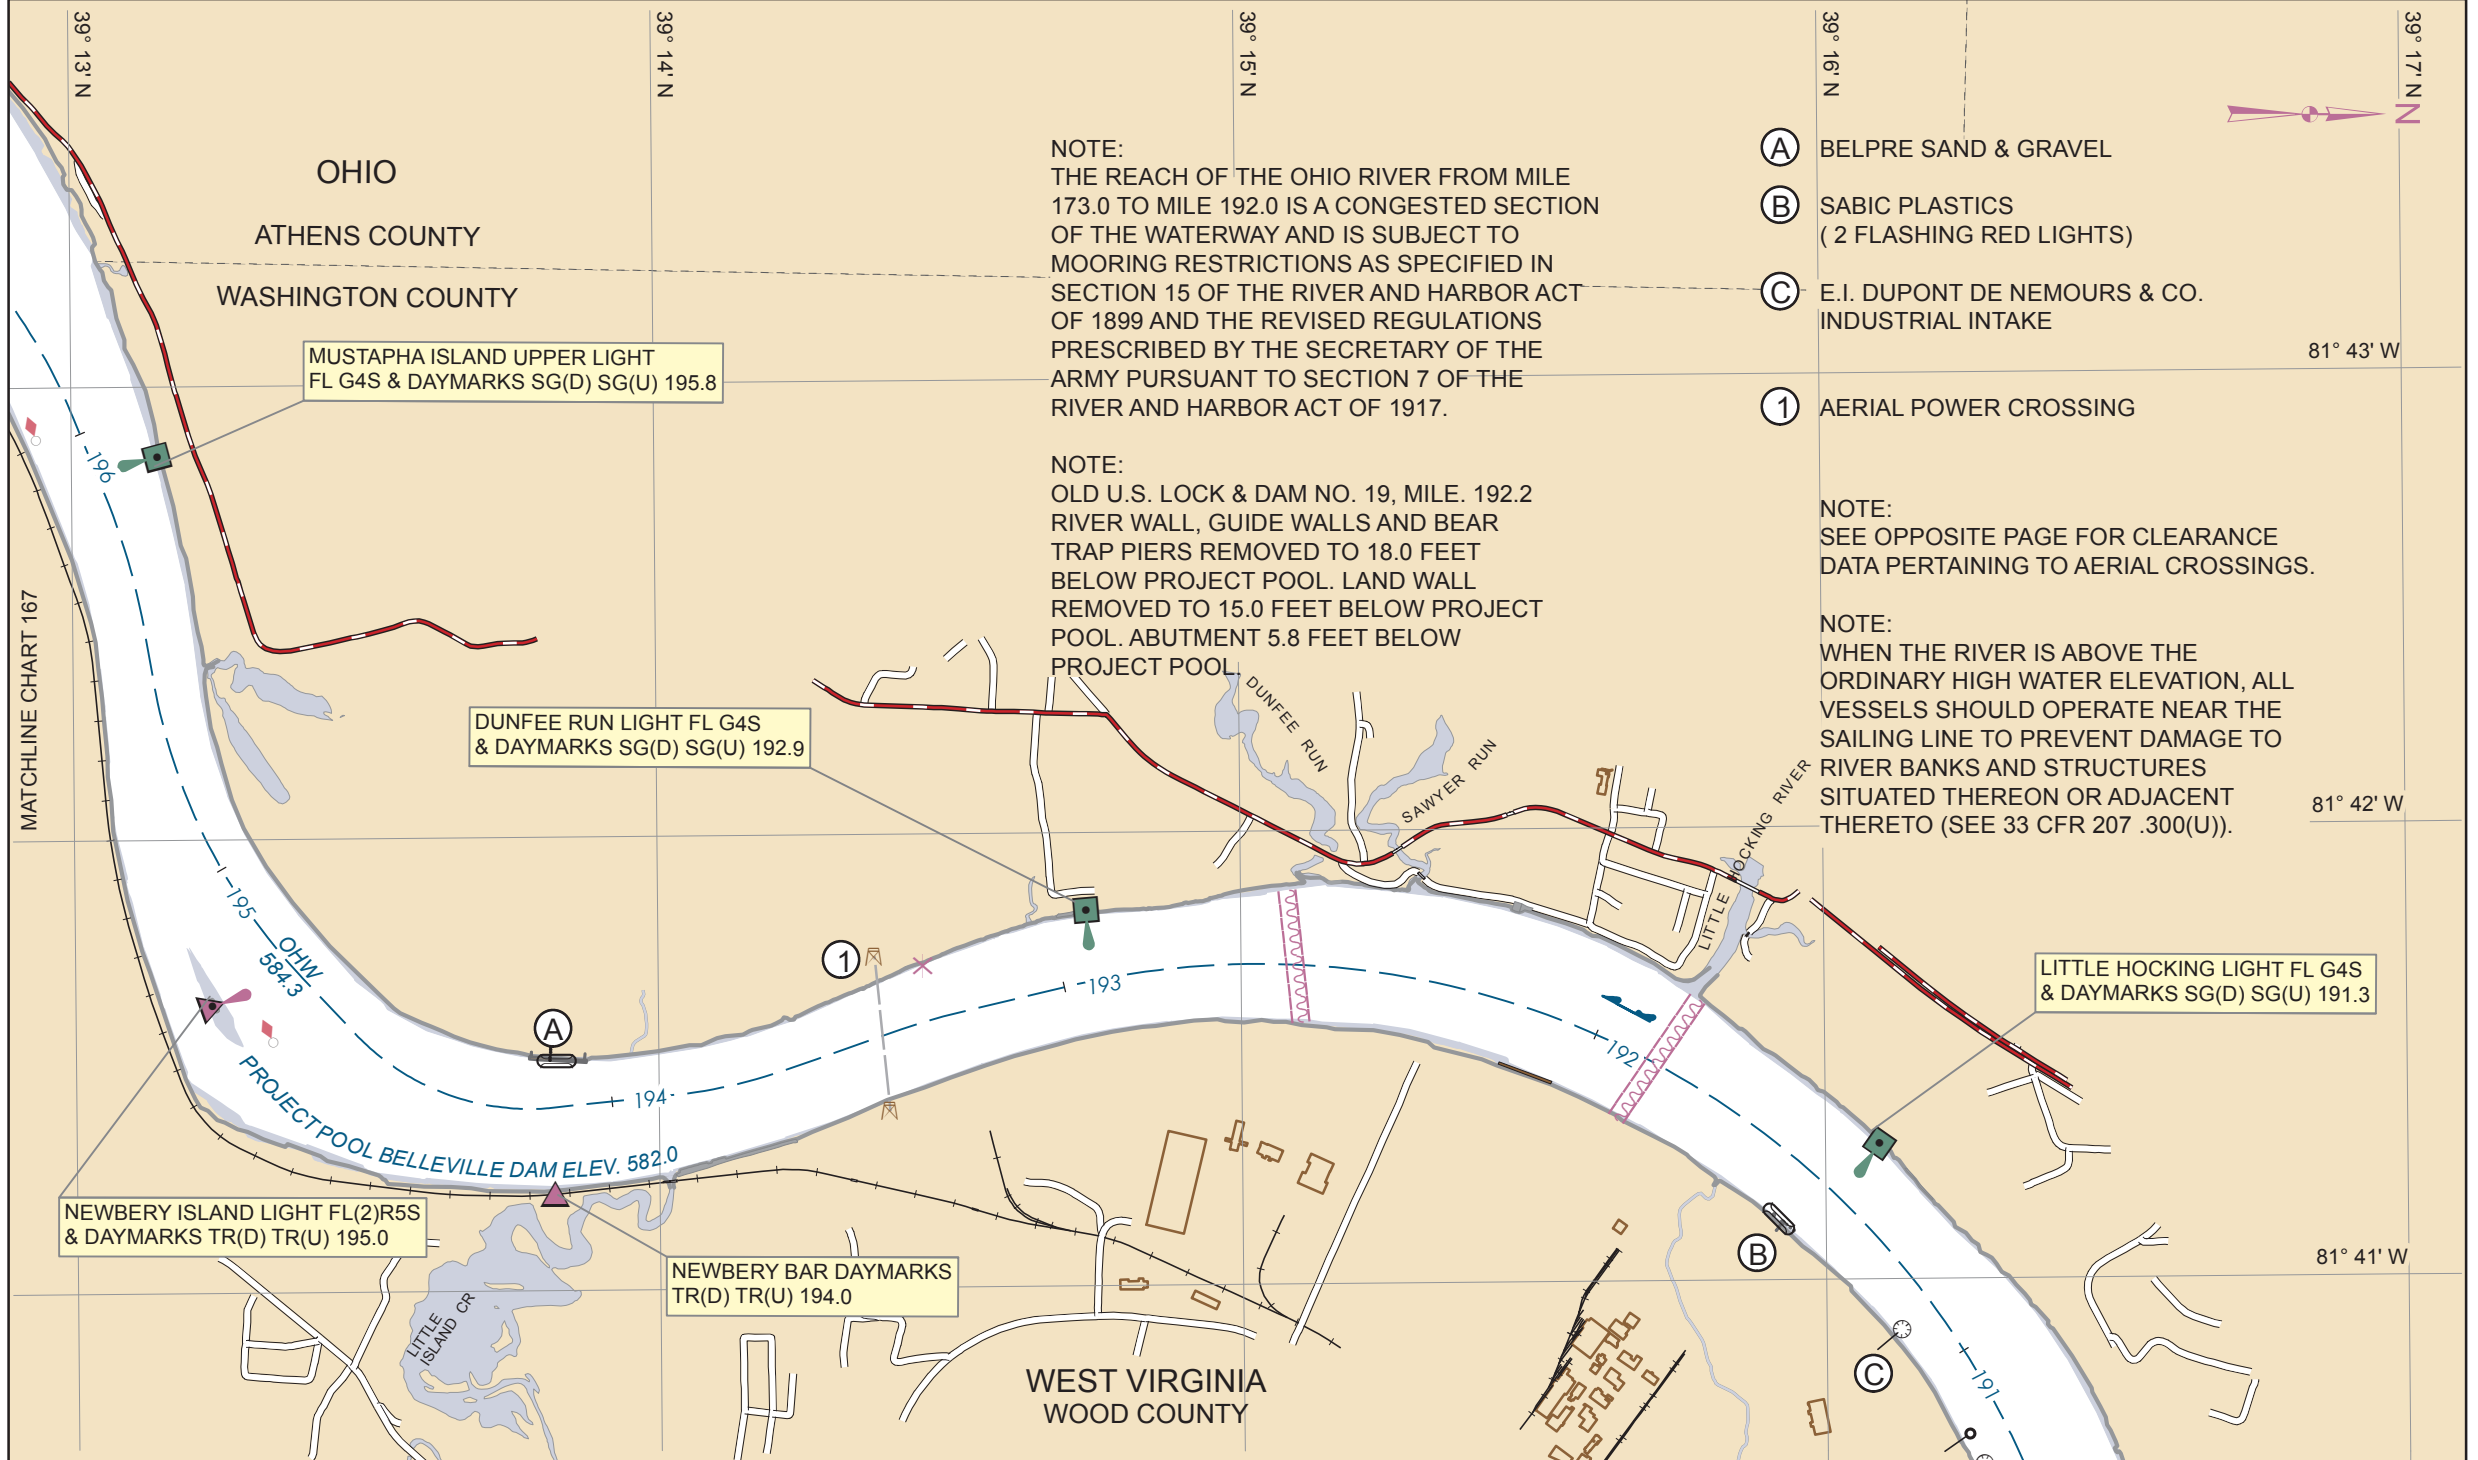 39° 13' N
39° 14' N
39° 15' N
39° 16' N
39° 17' N
N
OHIO
ATHENS COUNTY
WASHINGTON COUNTY
MUSTAPHA ISLAND UPPER LIGHT
FL G4S & DAYMARKS SG(D) SG(U) 195.8
NOTE:
THE REACH OF THE OHIO RIVER FROM MILE
173.0 TO MILE 192.0 IS A CONGESTED SECTION
OF THE WATERWAY AND IS SUBJECT TO
MOORING RESTRICTIONS AS SPECIFIED IN
SECTION 15 OF THE RIVER AND HARBOR ACT
OF 1899 AND THE REVISED REGULATIONS
PRESCRIBED BY THE SECRETARY OF THE
ARMY PURSUANT TO SECTION 7 OF THE
RIVER AND HARBOR ACT OF 1917.
NOTE:
OLD U.S. LOCK & DAM NO. 19, MILE. 192.2
RIVER WALL, GUIDE WALLS AND BEAR
TRAP PIERS REMOVED TO 18.0 FEET
BELOW PROJECT POOL. LAND WALL
REMOVED TO 15.0 FEET BELOW PROJECT
POOL. ABUTMENT 5.8 FEET BELOW
PROJECT POOL.
A BELPRE SAND & GRAVEL
B SABIC PLASTICS
( 2 FLASHING RED LIGHTS)
C E.I. DUPONT DE NEMOURS & CO.
INDUSTRIAL INTAKE
81° 43' W
1 AERIAL POWER CROSSING
NOTE:
SEE OPPOSITE PAGE FOR CLEARANCE
DATA PERTAINING TO AERIAL CROSSINGS.
NOTE:
WHEN THE RIVER IS ABOVE THE
ORDINARY HIGH WATER ELEVATION, ALL
VESSELS SHOULD OPERATE NEAR THE
SAILING LINE TO PREVENT DAMAGE TO
RIVER BANKS AND STRUCTURES
SITUATED THEREON OR ADJACENT
THERETO (SEE 33 CFR 207 .300(U)).
81° 42' W
MATCHLINE CHART 167
196
DUNFEE RUN LIGHT FL G4S
& DAYMARKS SG(D) SG(U) 192.9
DUNFEE RUN
SAWYER RUN
LITTLE HOCKING RIVER
195
OHW
584.3
1
193
192
LITTLE HOCKING LIGHT FL G4S
& DAYMARKS SG(D) SG(U) 191.3
A
194
PROJECT POOL BELLEVILLE DAM ELEV. 582.0
NEWBERY ISLAND LIGHT FL(2)R5S
& DAYMARKS TR(D) TR(U) 195.0
NEWBERY BAR DAYMARKS
TR(D) TR(U) 194.0
LITTLE
ISLAND CR
B
81° 41' W
C
191
WEST VIRGINIA
WOOD COUNTY